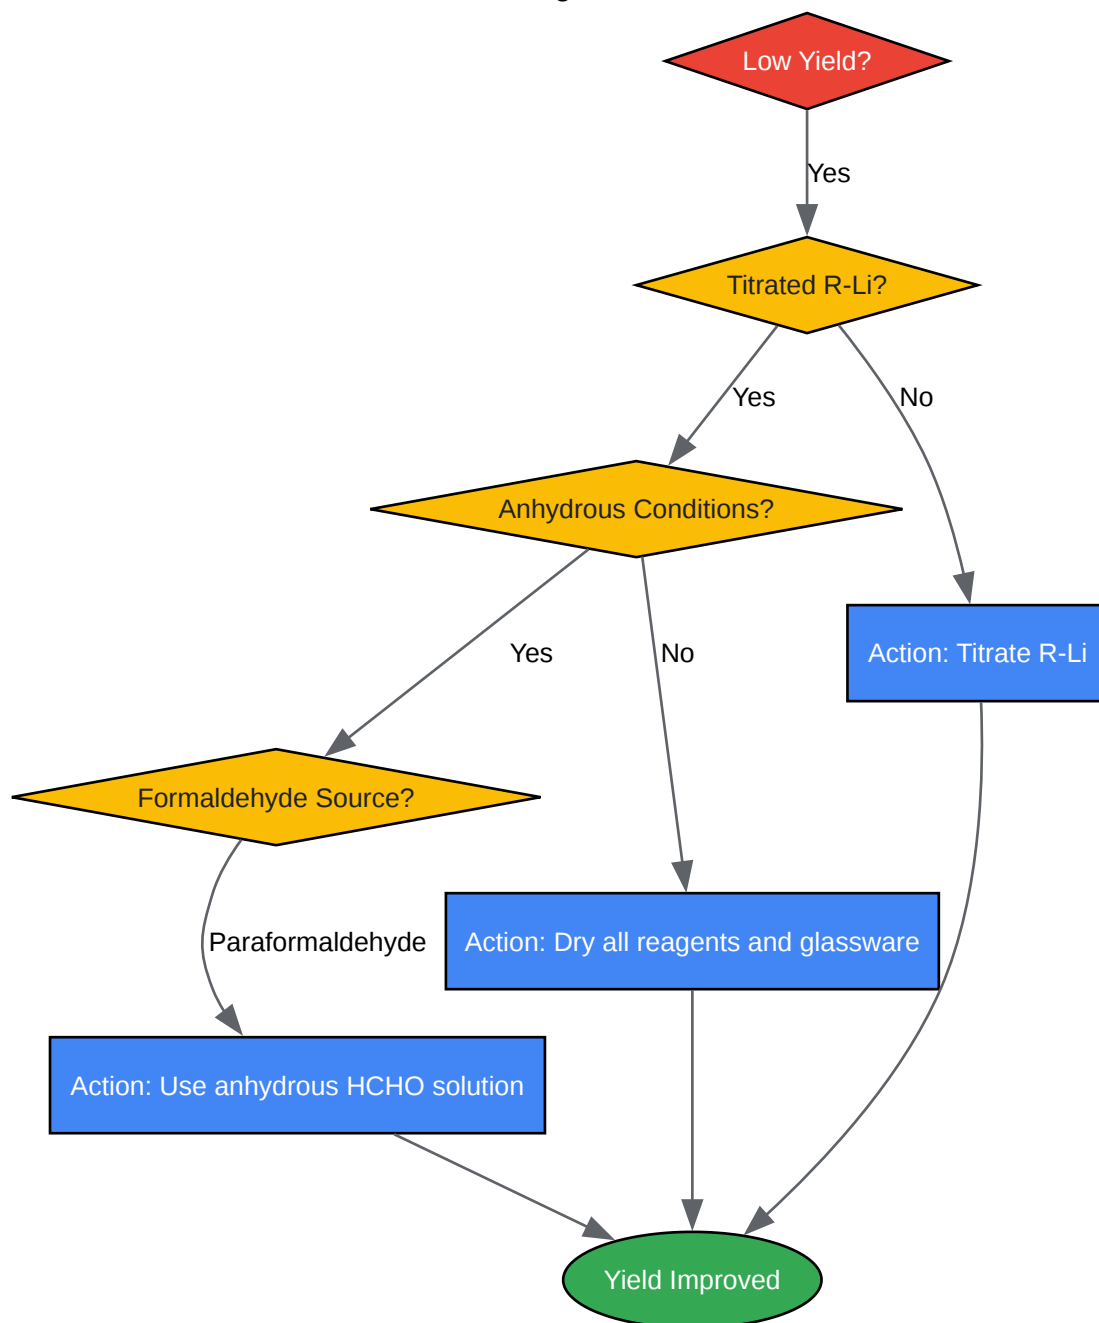 Low Yield?
Yes
Titrated R-Li?
Yes
No
Anhydrous Conditions?
Yes
No
Action: Titrate R-Li
Formaldehyde Source?
Paraformaldehyde
Action: Dry all reagents and glassware
Action: Use anhydrous HCHO solution
Yield Improved